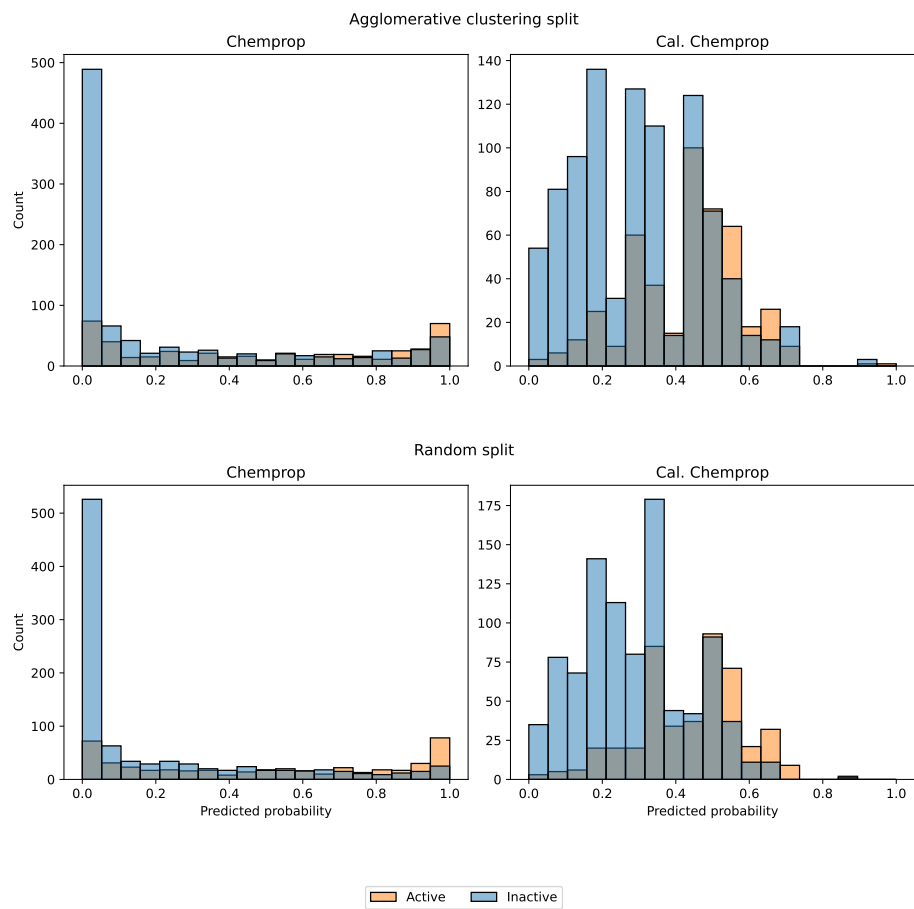 Agglomerative clustering split
Chemprop
Cal. Chemprop
500
400
300
200
100
0
Count
0.0 0.2 0.4 0.6 0.8 1.0
140
120
100
80
60
40
20
0
0.0 0.2 0.4 0.6 0.8 1.0
Random split
Chemprop
Cal. Chemprop
500
400
300
200
100
0
Count
0.0 0.2 0.4 0.6 0.8 1.0
Predicted probability
175
150
125
100
75
50
25
0
0.0 0.2 0.4 0.6 0.8 1.0
Predicted probability
Active Inactive